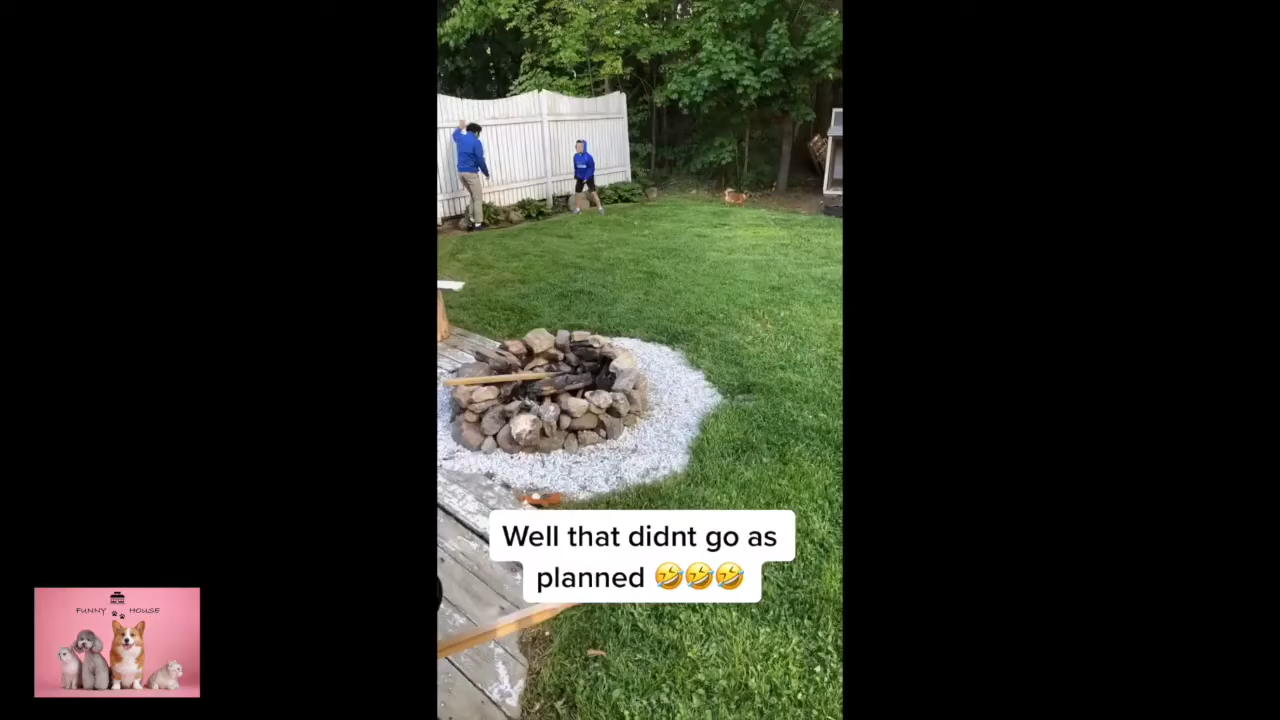 Well that didnt go as
planned 🤣🤣🤣
FUNNY HOUSE